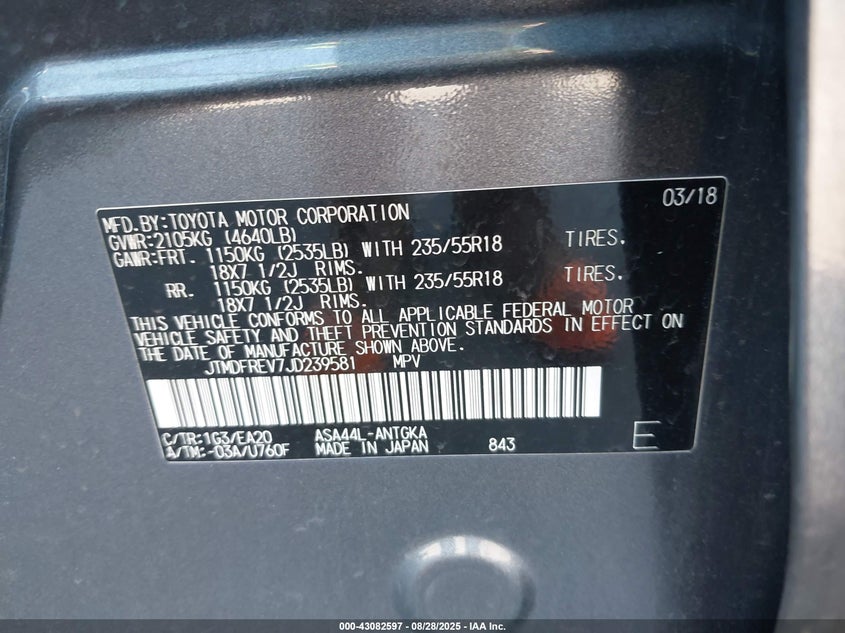 03/18
MFD.BY:TOYOTA MOTOR CORPORATION
GVWR:2105KG (4640LB)
GAWR:FRT. 1150KG (2535LB) WITH 235/55R18 TIRES,
18X7 1/2J RIMS.
RR. 1150KG (2535LB) WITH 235/55R18 TIRES,
18X7 1/2J RIMS.
THIS VEHICLE CONFORMS TO ALL APPLICABLE FEDERAL MOTOR
VEHICLE SAFETY AND THEFT PREVENTION STANDARDS IN EFFECT ON
THE DATE OF MANUFACTURE SHOWN ABOVE.
JTMDFREV7JD239581 MPV
C/TR:1G3/EA20 ASA44L-ANTGKA
A/TM:-03A/U760F MADE IN JAPAN 843 E
000-43082597 - 08/28/2025 - IAA Inc.